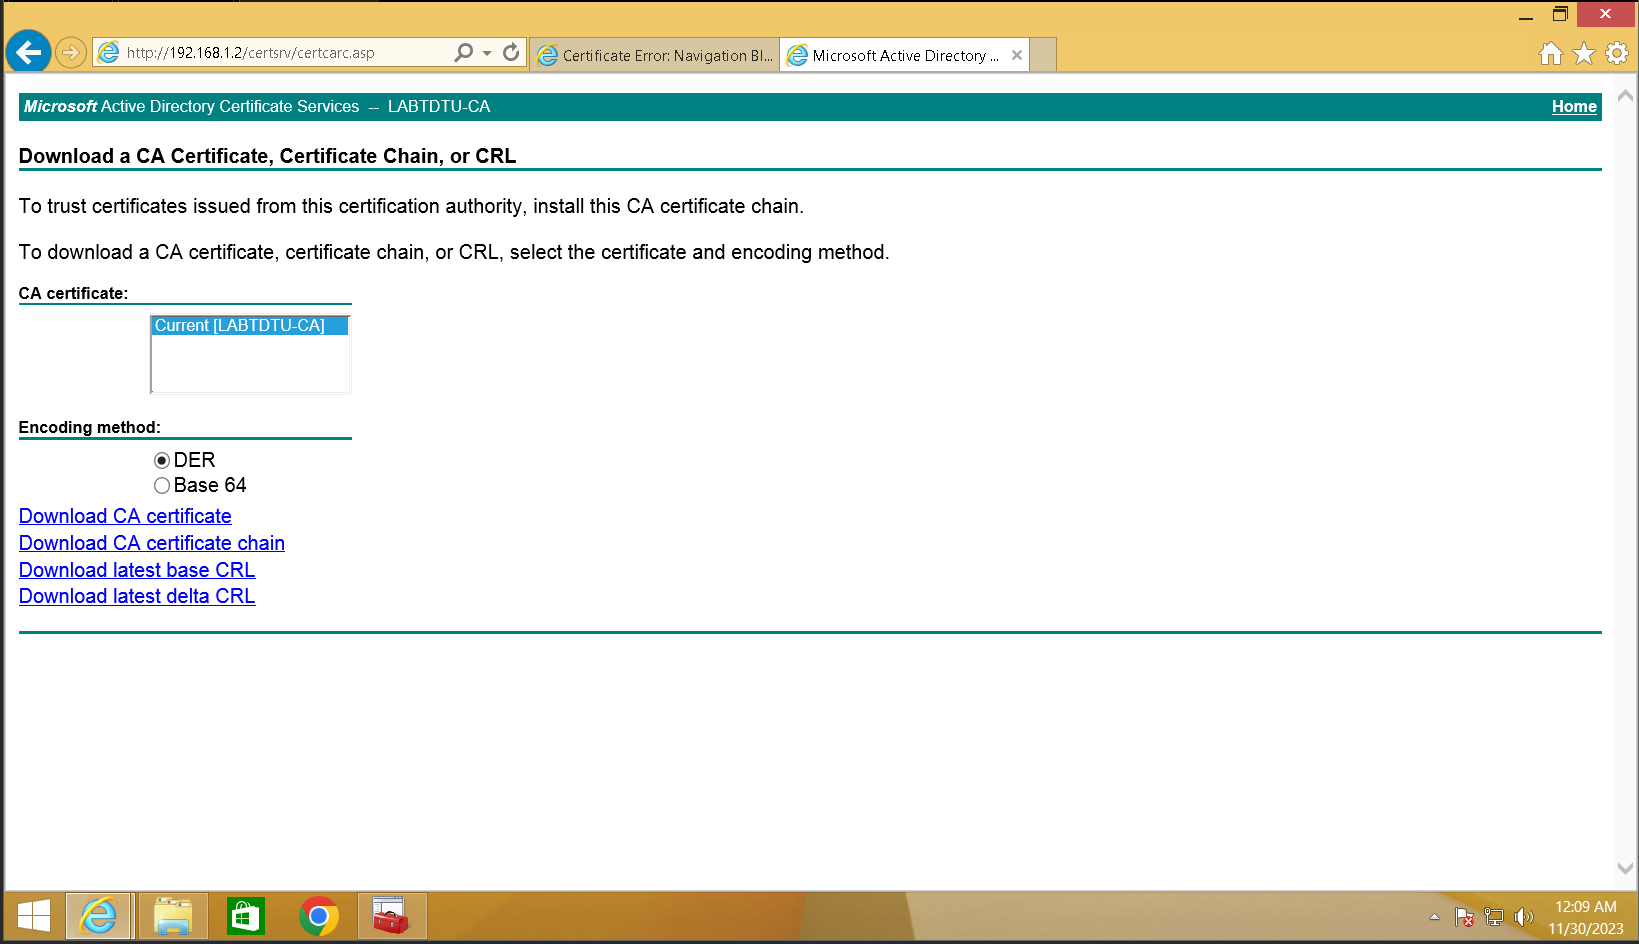 http://192.168.1.2/certsrv/certcarc.asp
Certificate Error: Navigation Bl...
Microsoft Active Directory ...
Microsoft Active Directory Certificate Services -- LABTDTU-CA
Home
Download a CA Certificate, Certificate Chain, or CRL
To trust certificates issued from this certification authority, install this CA certificate chain.
To download a CA certificate, certificate chain, or CRL, select the certificate and encoding method.
CA certificate:
Current [LABTDTU-CA]
Encoding method:
DER
Base 64
Download CA certificate
Download CA certificate chain
Download latest base CRL
Download latest delta CRL
12:09 AM
11/30/2023